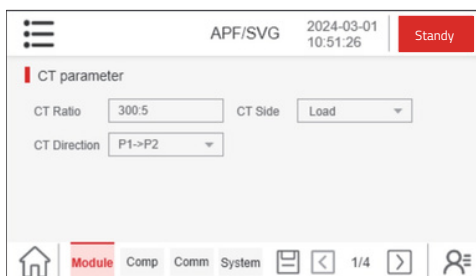 APF/SVG
2024-03-01
10:51:26
Standy
CT parameter
CT Ratio 300:5 CT Side Load
CT Direction P1->P2
Module Comp Comm System 1/4